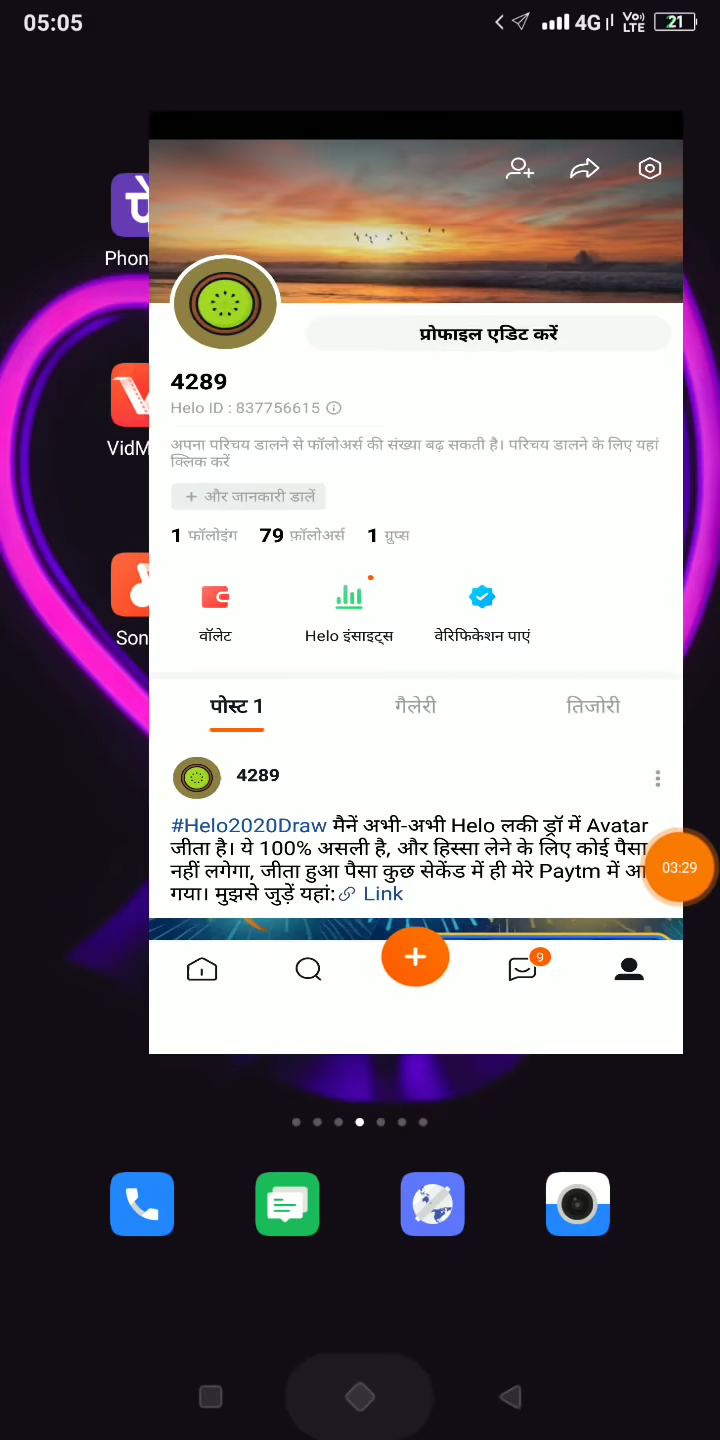 05:05
4G
Vo))
LTE
21
Phon
प्रोफाइल एडिट करें
4289
Helo ID : 837756615
अपना परिचय डालने से फॉलोअर्स की संख्या बढ़ सकती है। परिचय डालने के लिए यहां
क्लिक करें
VidM
+ और जानकारी डालें
1 फॉलोइंग 79 फ़ॉलोअर्स 1 ग्रुप्स
वॉलेट Helo इंसाइट्स वेरिफिकेशन पाएं
Son
पोस्ट 1 गैलेरी तिजोरी
4289
#Helo2020Draw मैनें अभी-अभी Helo लकी ड्रॉ में Avatar
जीता है। ये 100% असली है, और हिस्सा लेने के लिए कोई पैसा
नहीं लगेगा, जीता हुआ पैसा कुछ सेकेंड में ही मेरे Paytm में आ
गया। मुझसे जुड़ें यहां: Link
03:29
9